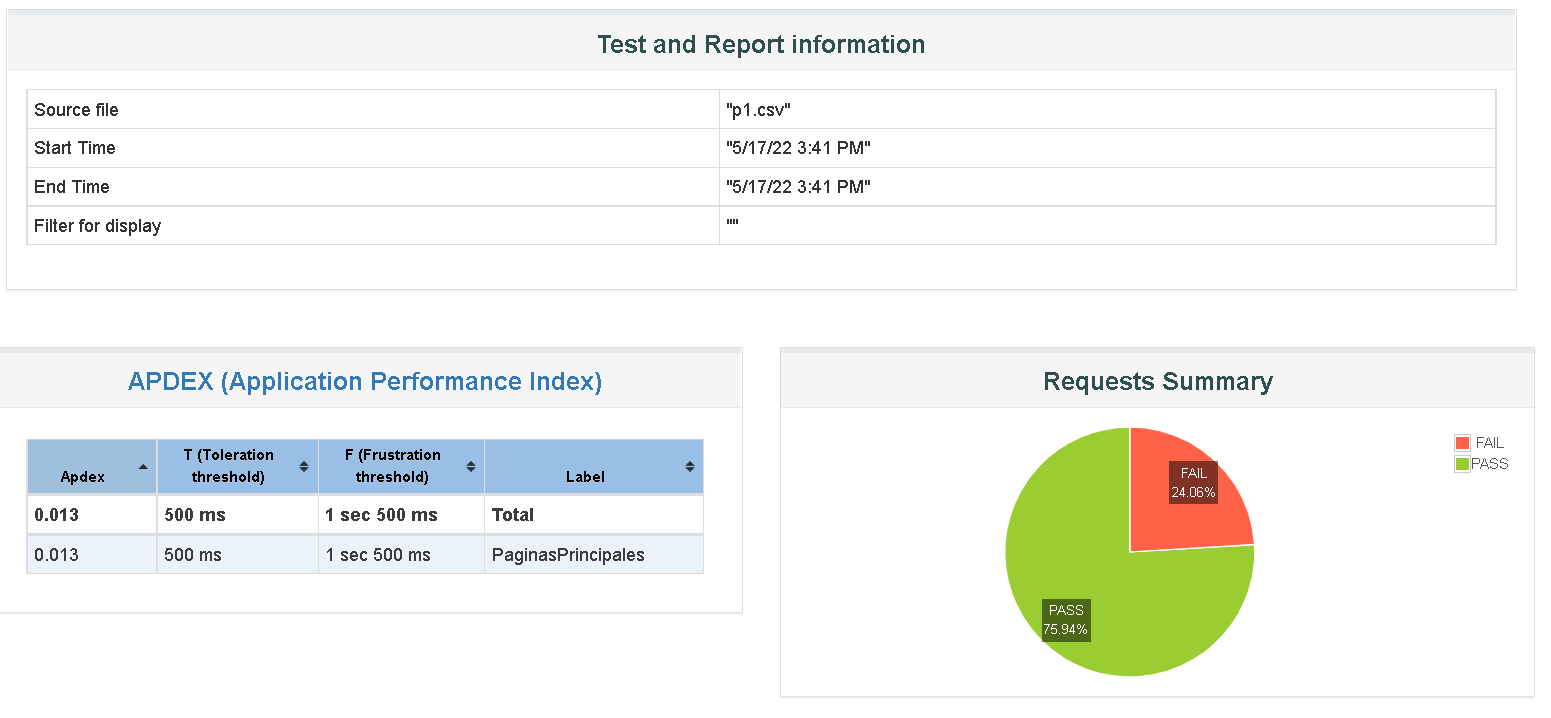 Test and Report information
Source file "p1.csv"
Start Time "5/17/22 3:41 PM"
End Time "5/17/22 3:41 PM"
Filter for display ""
APDEX (Application Performance Index)
Apdex
T (Toleration
threshold)
F (Frustration
threshold)
Label
0.013 500 ms 1 sec 500 ms Total
0.013 500 ms 1 sec 500 ms PaginasPrincipales
Requests Summary
FAIL
PASS
FAIL
24.06%
PASS
75.94%